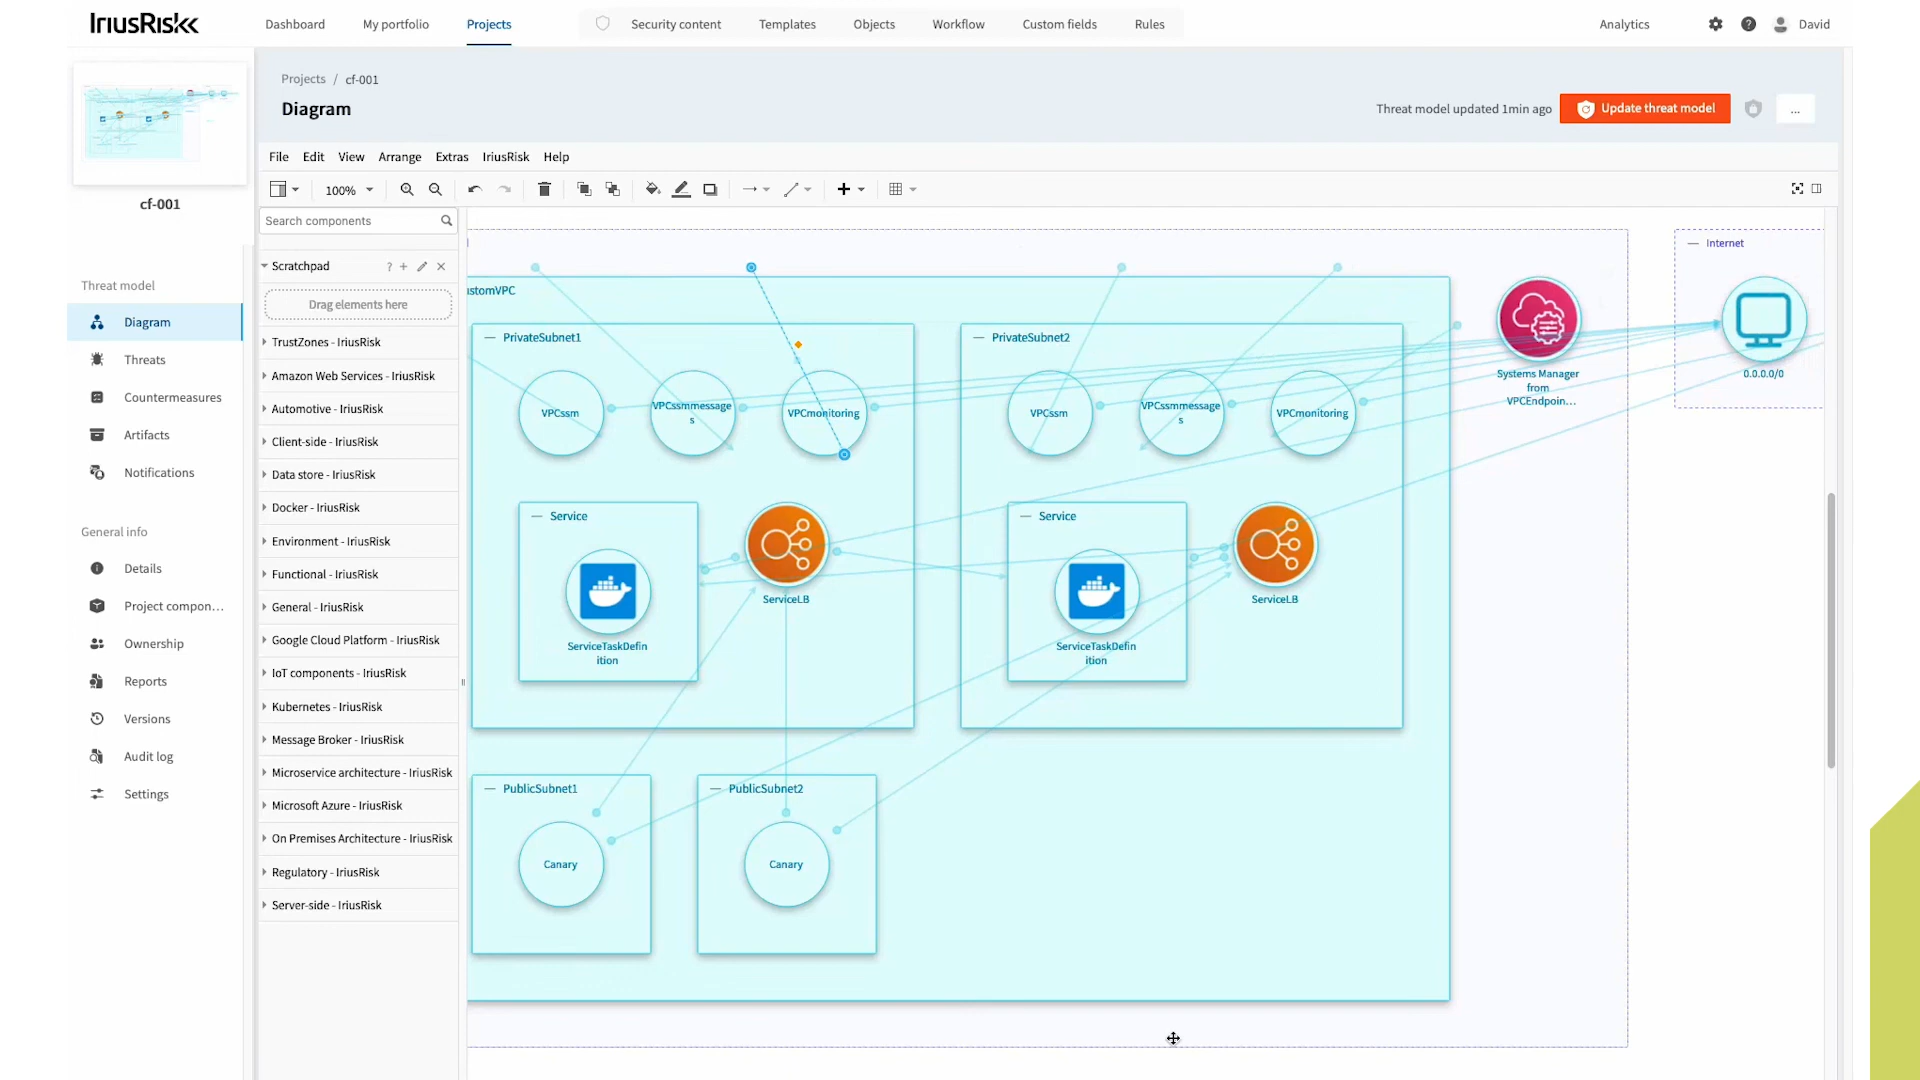 IriusRisk
Dashboard
My portfolio
Projects
Security content
Templates
Objects
Workflow
Custom fields
Rules
Analytics
David
Projects / cf-001
Diagram
Threat model updated 1min ago
Update threat model
...
cf-001
File
Edit
View
Arrange
Extras
IriusRisk
Help
100%
Search components
Scratchpad
?
Drag elements here
TrustZones - IriusRisk
Amazon Web Services - IriusRisk
Automotive - IriusRisk
Client-side - IriusRisk
Data store - IriusRisk
Docker - IriusRisk
Environment - IriusRisk
Functional - IriusRisk
General - IriusRisk
Google Cloud Platform - IriusRisk
IoT components - IriusRisk
Kubernetes - IriusRisk
Message Broker - IriusRisk
Microservice architecture - IriusRisk
Microsoft Azure - IriusRisk
On Premises Architecture - IriusRisk
Regulatory - IriusRisk
Server-side - IriusRisk
Threat model
Diagram
Threats
Countermeasures
Artifacts
Notifications
General info
Details
Project compon...
Ownership
Reports
Versions
Audit log
Settings
stomVPC
PrivateSubnet1
VPCssm
VPCssmmessage
s
VPCmonitoring
Service
ServiceTaskDefin
ition
ServiceLB
PrivateSubnet2
VPCssm
VPCssmmessage
s
VPCmonitoring
Service
ServiceTaskDefin
ition
ServiceLB
PublicSubnet1
Canary
PublicSubnet2
Canary
Systems Manager
from
VPCEndpoin...
Internet
0.0.0.0/0